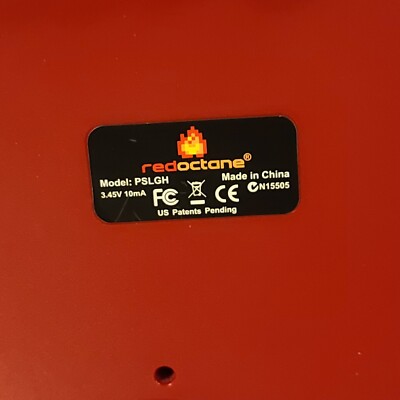 redoctane®
Model: PSLGH Made in China
3.45V 10mA FC CE N15505
US Patents Pending